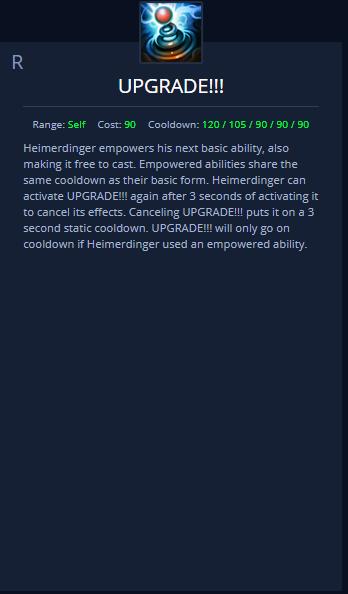 R
UPGRADE!!!
Range: Self Cost: 90 Cooldown: 120 / 105 / 90 / 90 / 90
Heimerdinger empowers his next basic ability, also
making it free to cast. Empowered abilities share the
same cooldown as their basic form. Heimerdinger can
activate UPGRADE!!! again after 3 seconds of activating it
to cancel its effects. Canceling UPGRADE!!! puts it on a 3
second static cooldown. UPGRADE!!! will only go on
cooldown if Heimerdinger used an empowered ability.